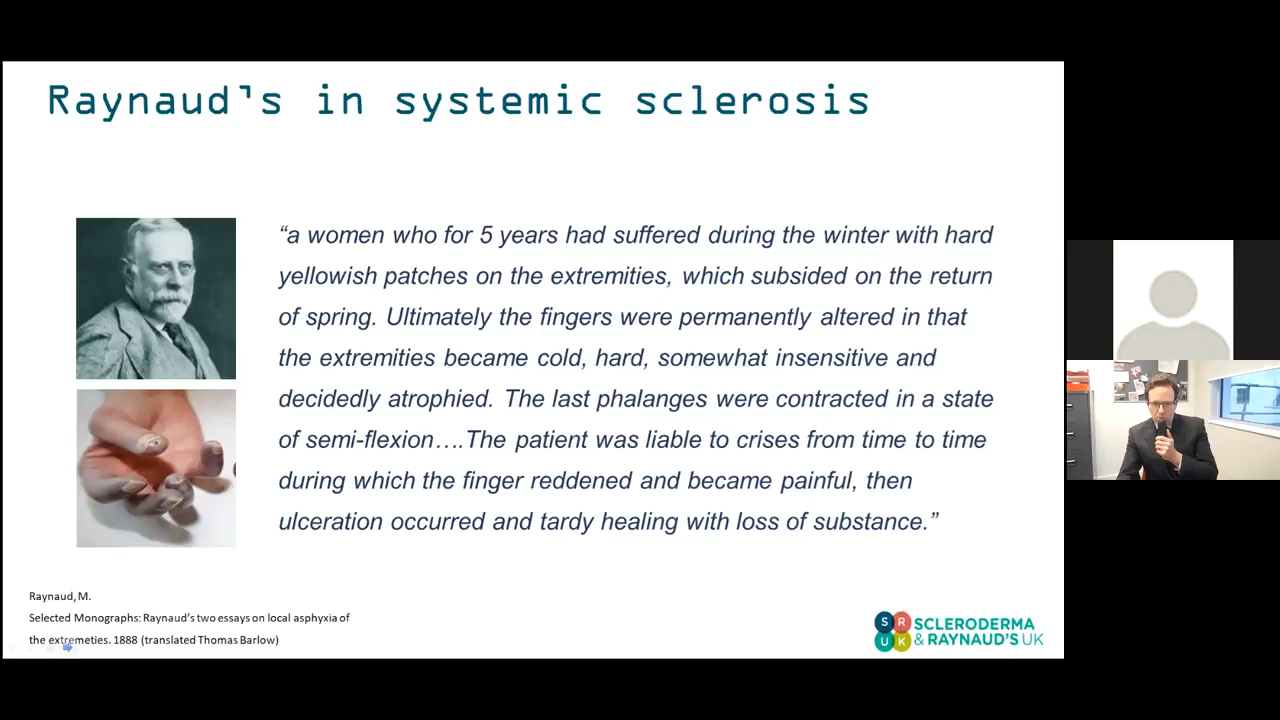 Raynaud's in systemic sclerosis
“a women who for 5 years had suffered during the winter with hard
yellowish patches on the extremities, which subsided on the return
of spring. Ultimately the fingers were permanently altered in that
the extremities became cold, hard, somewhat insensitive and
decidedly atrophied. The last phalanges were contracted in a state
of semi-flexion….The patient was liable to crises from time to time
during which the finger reddened and became painful, then
ulceration occurred and tardy healing with loss of substance.”
Raynaud, M.
Selected Monographs: Raynaud's two essays on local asphyxia of
the extremeties. 1888 (translated Thomas Barlow)
S R
U K
SCLERODERMA
& RAYNAUD'S UK